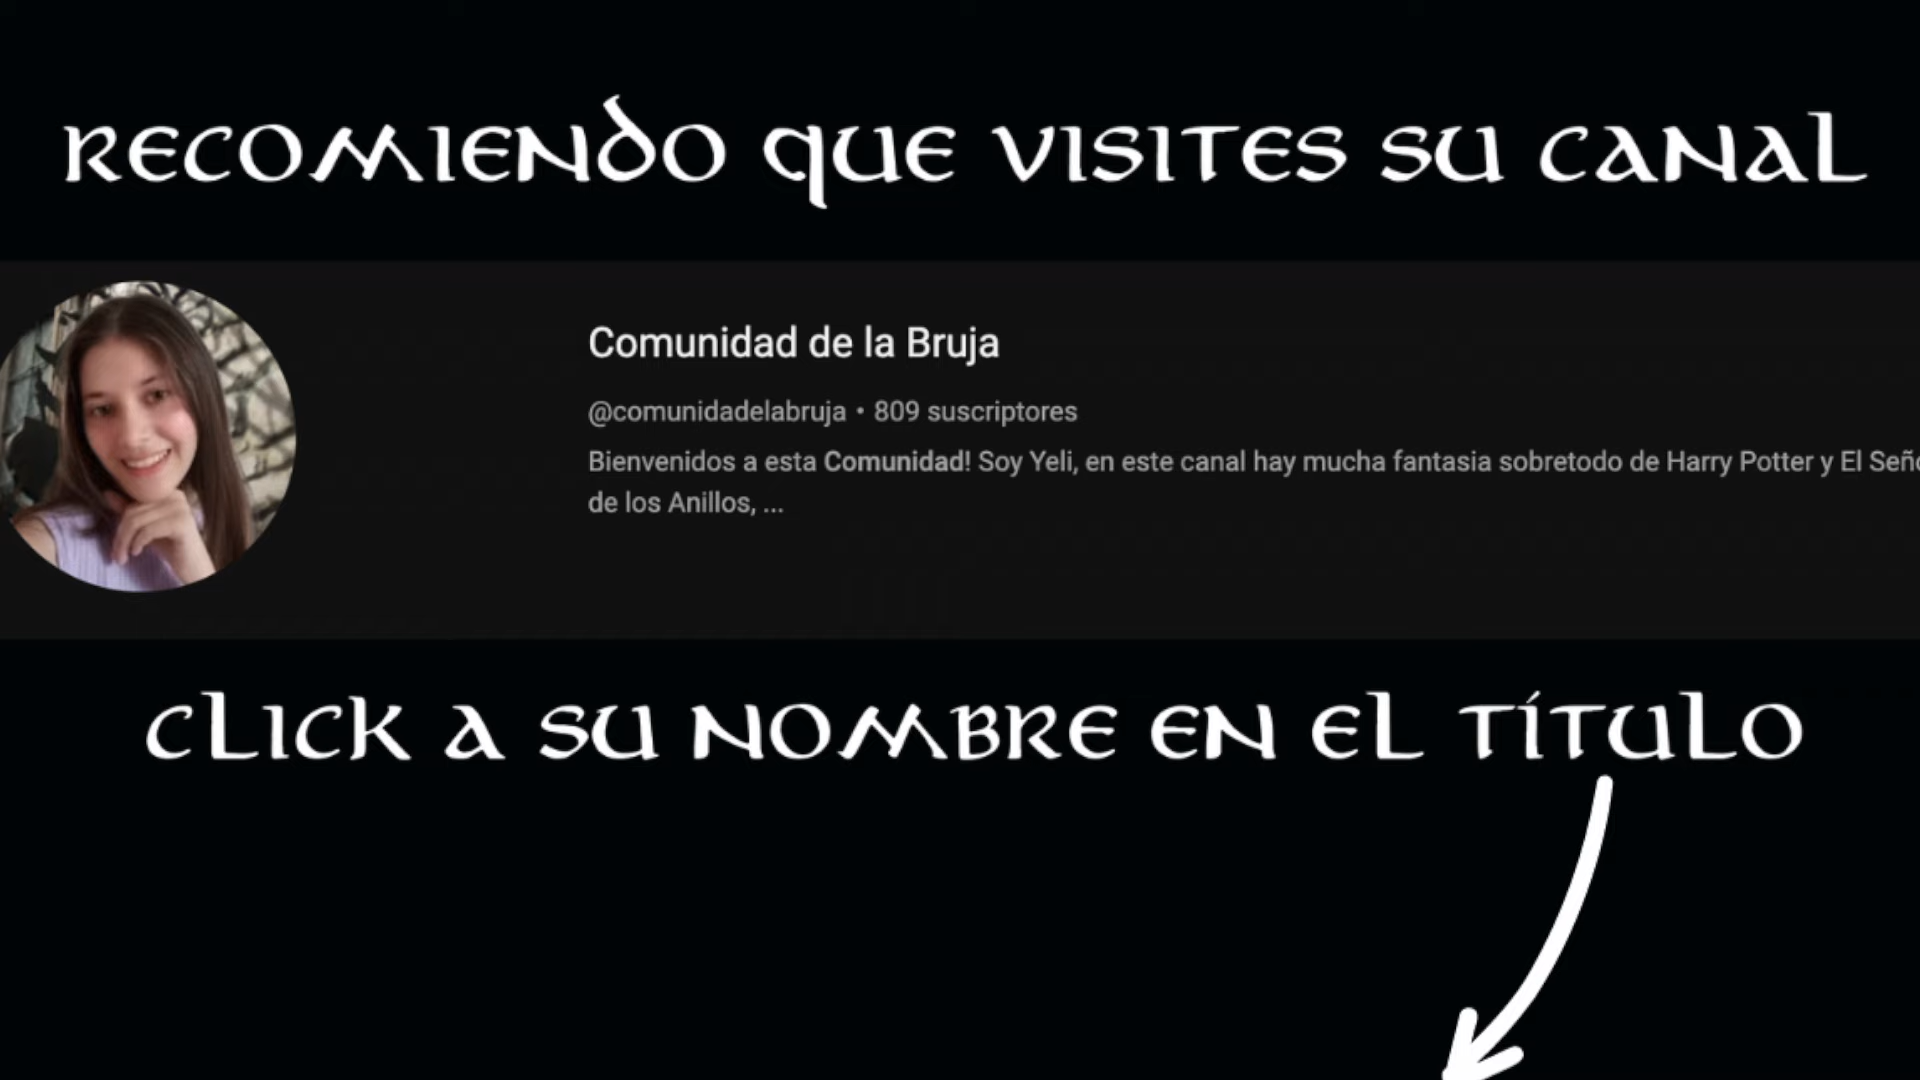 RECOMIENDO QUE VISITES SU CANAL
Comunidad de la Bruja
@comunidadelabruja • 809 suscriptores
Bienvenidos a esta Comunidad! Soy Yeli, en este canal hay mucha fantasia sobretodo de Harry Potter y El Seño
de los Anillos, ...
CLICK A SU NOMBRE EN EL TÍTULO